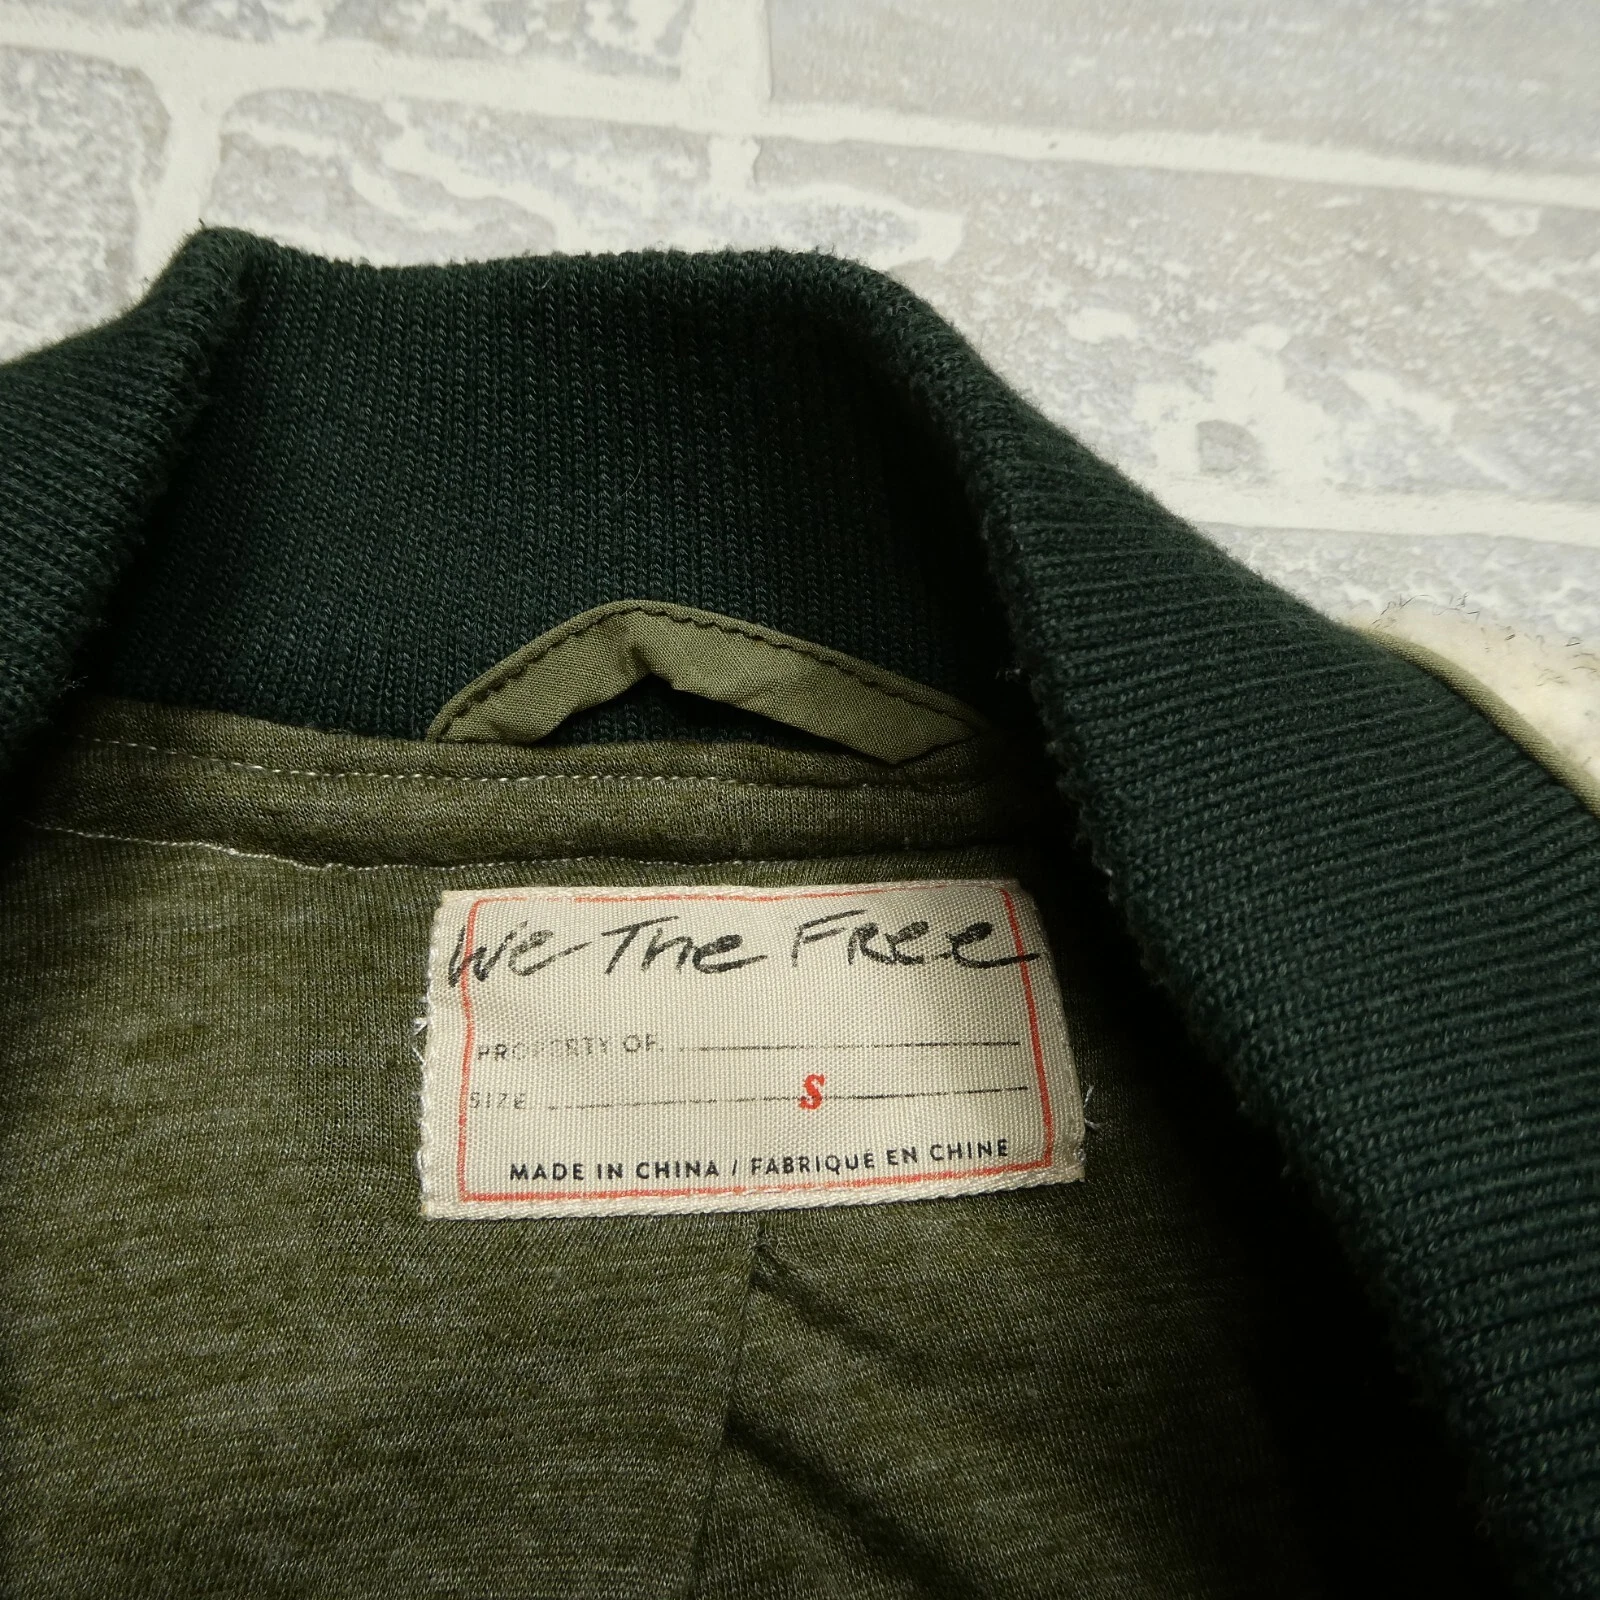 We The Free
PROPERTY OF.
SIZE S
MADE IN CHINA / FABRIQUE EN CHINE